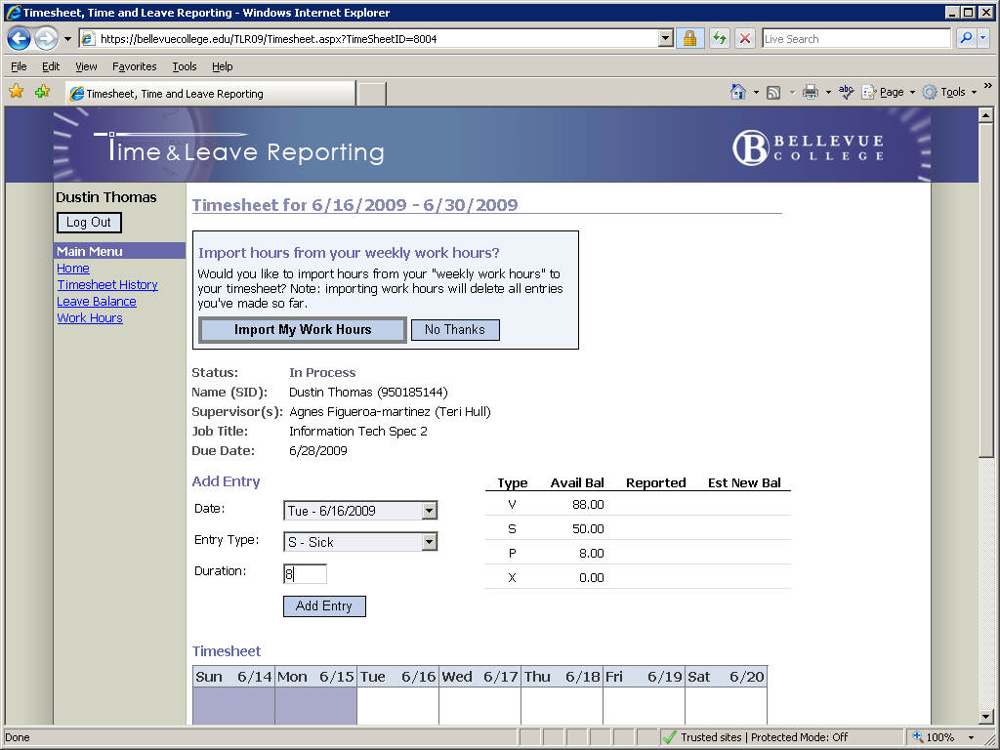 Timesheet, Time and Leave Reporting - Windows Internet Explorer
https://bellevuecollege.edu/TLR09/Timesheet.aspx?TimeSheetID=8004
Live Search
File Edit View Favorites Tools Help
Timesheet, Time and Leave Reporting
abc Page Tools »
Time & Leave Reporting
B BELLEVUE
COLLEGE
Dustin Thomas
Log Out
Main Menu
Home
Timesheet History
Leave Balance
Work Hours
Timesheet for 6/16/2009 - 6/30/2009
Import hours from your weekly work hours?
Would you like to import hours from your "weekly work hours" to
your timesheet? Note: importing work hours will delete all entries
you've made so far.
Import My Work Hours No Thanks
Status: In Process
Name (SID): Dustin Thomas (950185144)
Supervisor(s): Agnes Figueroa-martinez (Teri Hull)
Job Title: Information Tech Spec 2
Due Date: 6/28/2009
Add Entry
Date: Tue - 6/16/2009
Entry Type: S - Sick
Duration: 8
Add Entry
Type Avail Bal Reported Est New Bal
V 88.00
S 50.00
P 8.00
X 0.00
Timesheet
Sun 6/14 Mon 6/15 Tue 6/16 Wed 6/17 Thu 6/18 Fri 6/19 Sat 6/20
Done
Trusted sites | Protected Mode: Off
100%